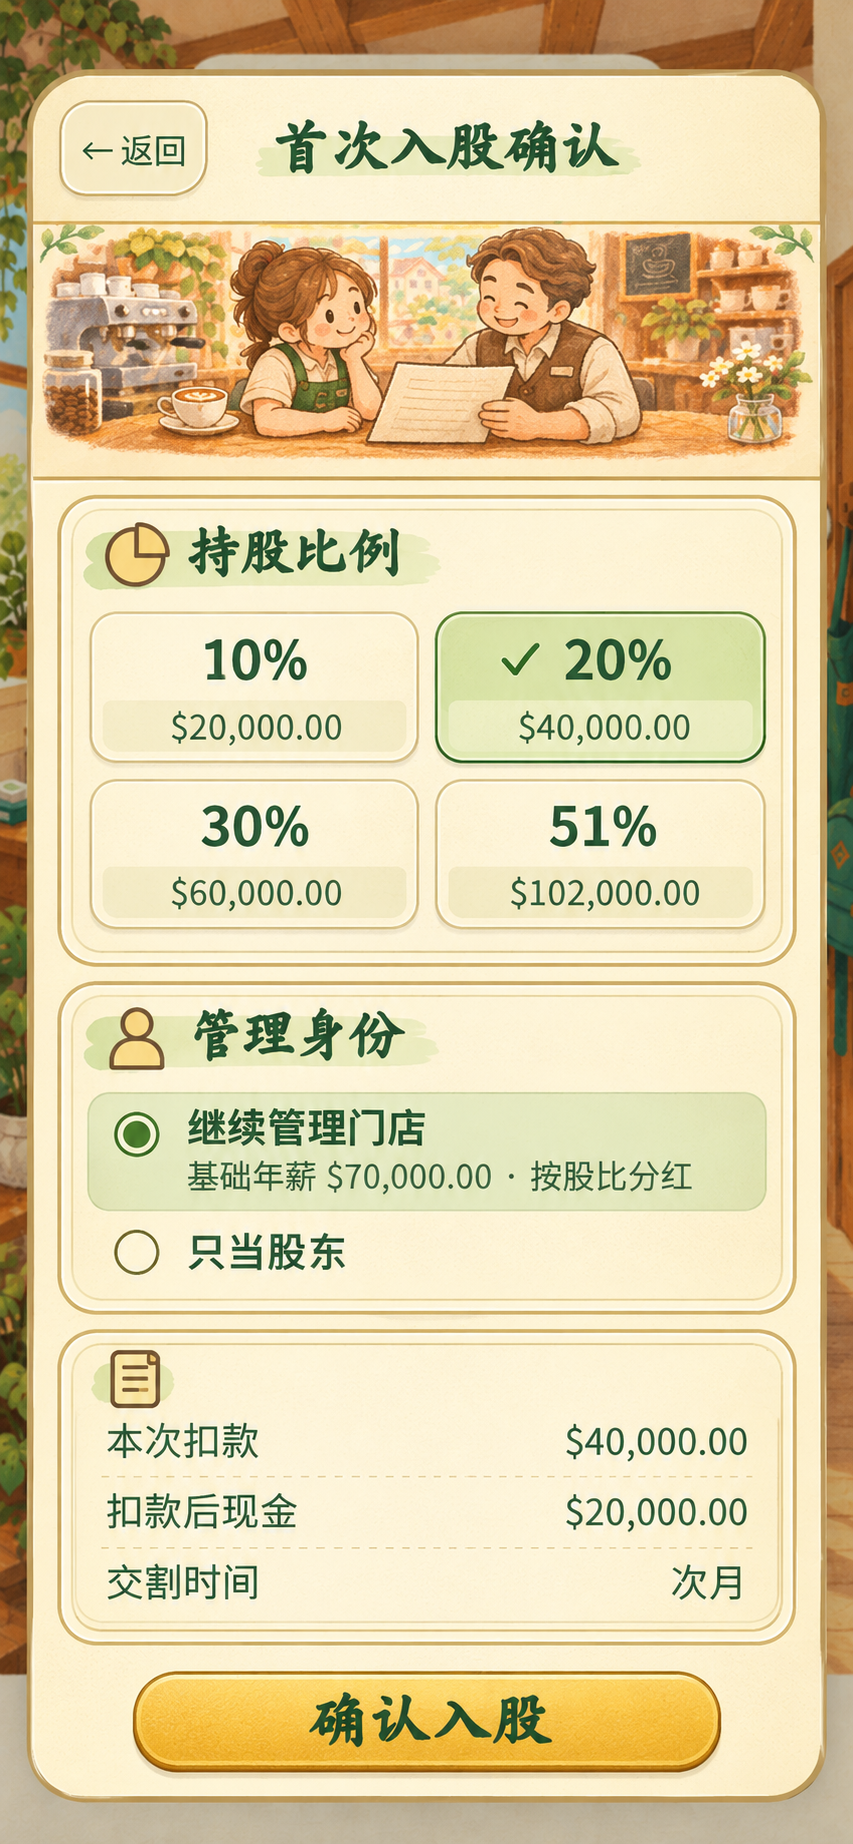 ← 返回
首次入股确认
持股比例
10%
$20,000.00
✓ 20%
$40,000.00
30%
$60,000.00
51%
$102,000.00
管理身份
继续管理门店
基础年薪 $70,000.00 · 按股比分红
只当股东
本次扣款 $40,000.00
扣款后现金 $20,000.00
交割时间 次月
确认入股